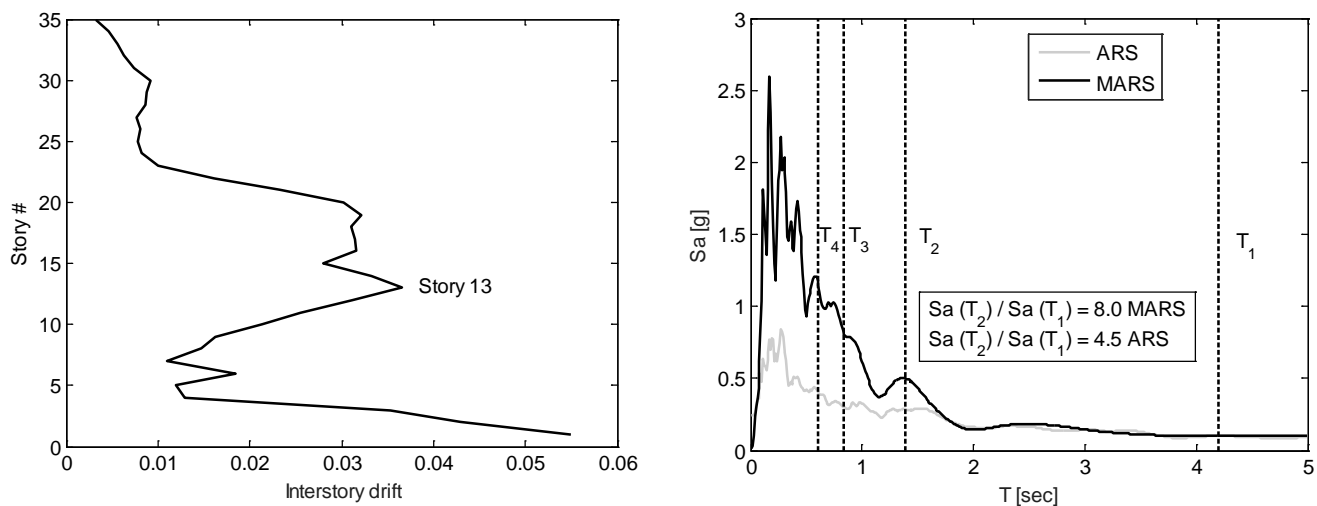 35
30
25
20
15
10
5
0
Story #
Story 13
0 0.01 0.02 0.03 0.04 0.05 0.06
Interstory drift
3
2.5
2
1.5
1
0.5
0
Sa [g]
ARS
MARS
T4 T3 T2 T1
Sa (T2) / Sa (T1) = 8.0 MARS
Sa (T2) / Sa (T1) = 4.5 ARS
0 1 2 3 4 5
T [sec]